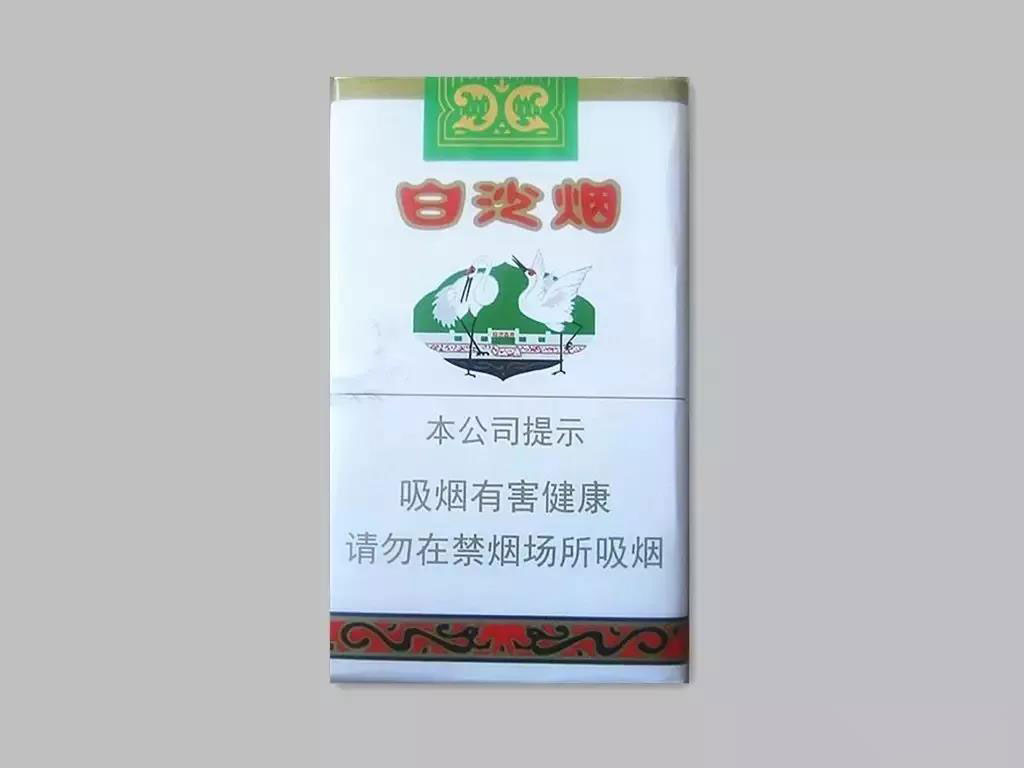 白沙烟
本公司提示
吸烟有害健康
请勿在禁烟场所吸烟